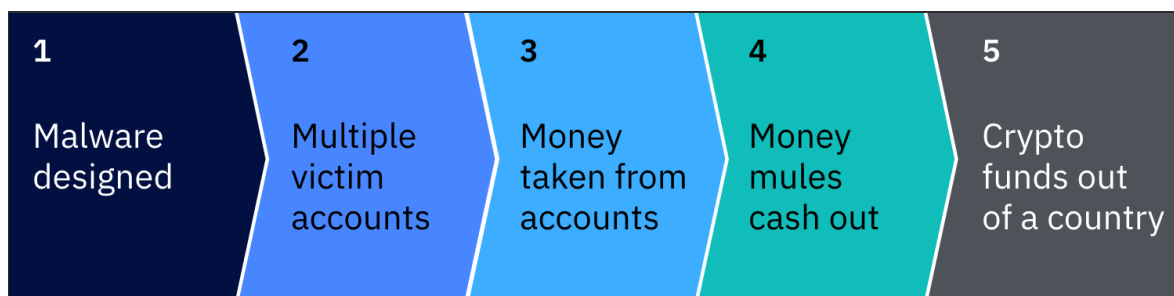 1
Malware
designed
2
Multiple
victim
accounts
3
Money
taken from
accounts
4
Money
mules
cash out
5
Crypto
funds out
of a country